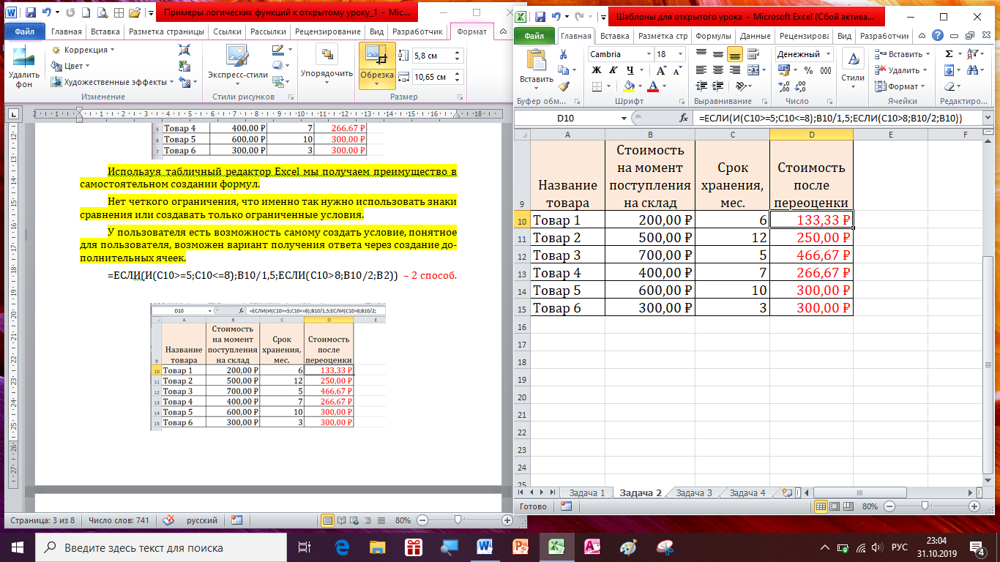 Примеры логических функций к открытому уроку_1 - Mic...
Файл Главная Вставка Разметка страницы Ссылки Рассылки Рецензирование Вид Разработчик Формат
Удалить фон
Коррекция
Цвет
Художественные эффекты
Экспресс-стили
Упорядочить
Обрезка
5,8 см
10,65 см
Изменение Стили рисунков Размер
5 Товар 4 400,00 ₽ 7 266,67 ₽
6 Товар 5 600,00 ₽ 10 300,00 ₽
7 Товар 6 300,00 ₽ 3 300,00 ₽
Используя табличный редактор Excel мы получаем преимущество в
самостоятельном создании формул.
Нет четкого ограничения, что именно так нужно использовать знаки
сравнения или создавать только ограниченные условия.
У пользователя есть возможность самому создать условие, понятное
для пользователя, возможен вариант получения ответа через создание до-
полнительных ячеек.
=ЕСЛИ(И(C10>=5;C10<=8);B10/1,5;ЕСЛИ(C10>8;B10/2;B2)) – 2 способ.
D10 fx =ЕСЛИ(И(C10>=5;C10<=8);B10/1,5;ЕСЛИ(C10>8;B10/2;
A B C D E
9 Название товара Стоимость на момент поступления на склад Срок хранения, мес. Стоимость после переоценки
10 Товар 1 200,00 ₽ 6 133,33 ₽
11 Товар 2 500,00 ₽ 12 250,00 ₽
12 Товар 3 700,00 ₽ 5 466,67 ₽
13 Товар 4 400,00 ₽ 7 266,67 ₽
14 Товар 5 600,00 ₽ 10 300,00 ₽
15 Товар 6 300,00 ₽ 3 300,00 ₽
Страница: 3 из 8 Число слов: 741 русский 80%
Шаблоны для открытого урока - Microsoft Excel (Сбой актива...
Файл Главная Вставка Разметка стр Формулы Данные Рецензирова Вид Разработчик
Вставить
Cambria 18
Ж К Ч
Денежный
% 000
Стили
Вставить
Удалить
Формат
Буфер обм... Шрифт Выравнивание Число Ячейки Редактиро...
D10 fx =ЕСЛИ(И(C10>=5;C10<=8);B10/1,5;ЕСЛИ(C10>8;B10/2;B10))
A B C D E F
9 Название товара Стоимость на момент поступления на склад Срок хранения, мес. Стоимость после переоценки
10 Товар 1 200,00 ₽ 6 133,33 ₽
11 Товар 2 500,00 ₽ 12 250,00 ₽
12 Товар 3 700,00 ₽ 5 466,67 ₽
13 Товар 4 400,00 ₽ 7 266,67 ₽
14 Товар 5 600,00 ₽ 10 300,00 ₽
15 Товар 6 300,00 ₽ 3 300,00 ₽
16
17
18
19
20
21
22
23
24
25
Задача 1 Задача 2 Задача 3 Задача 4
Готово 80%
Введите здесь текст для поиска
РУС
23:04
31.10.2019
4